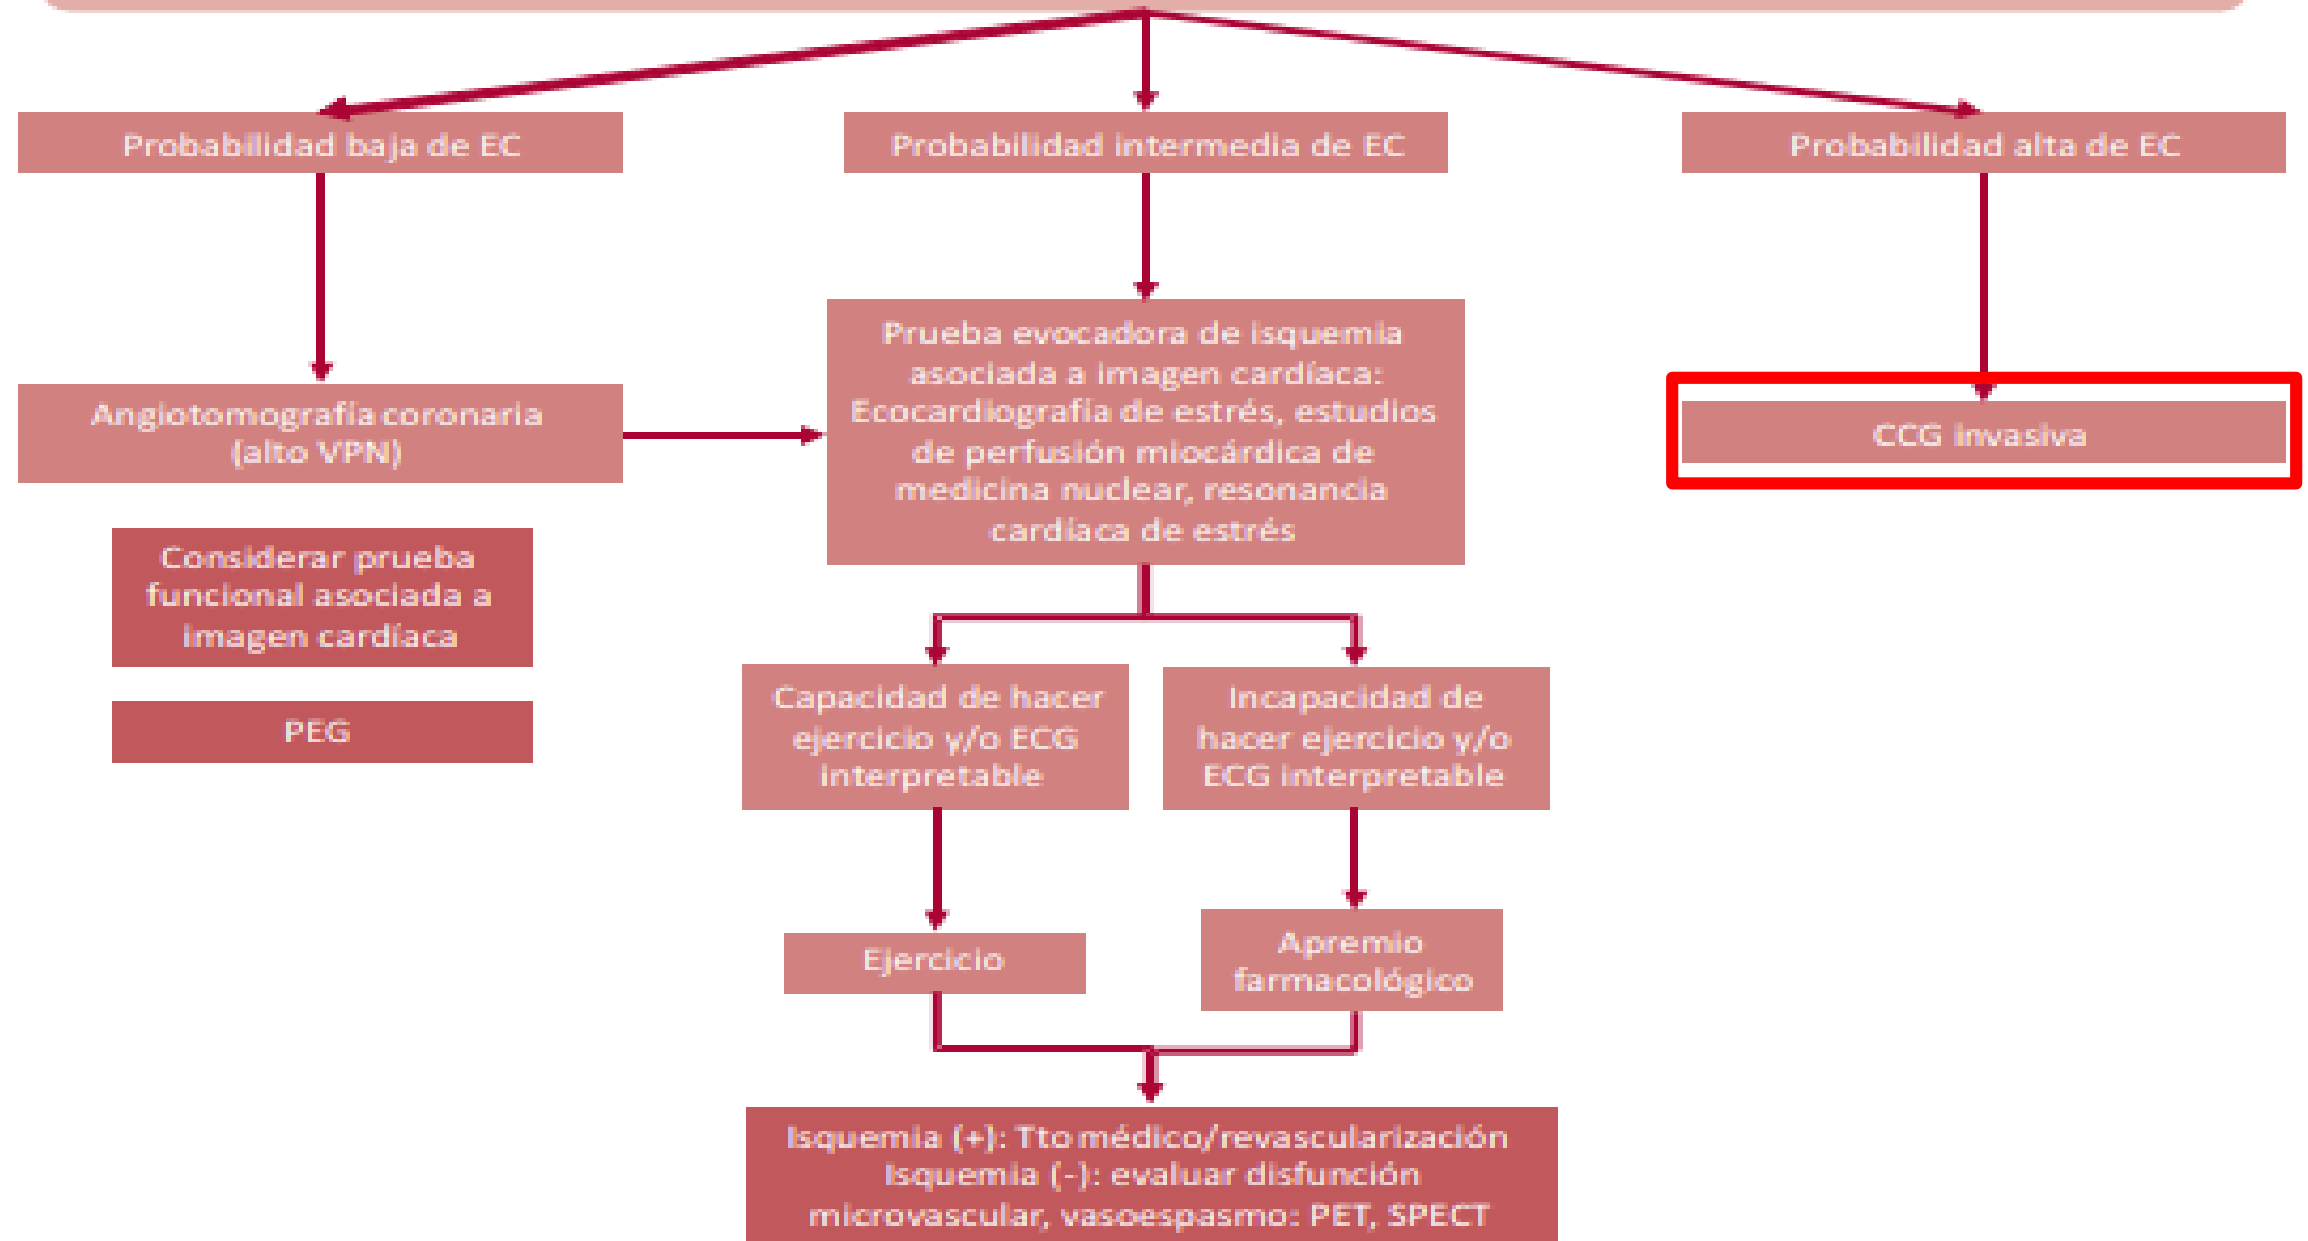 Probabilidad baja de EC
Probabilidad intermedia de EC
Probabilidad alta de EC
Angiotomografía coronaria
(alto VPN)
Prueba evocadora de isquemia
asociada a imagen cardíaca:
Ecocardiografía de estrés, estudios
de perfusión miocárdica de
medicina nuclear, resonancia
cardíaca de estrés
CCG invasiva
Considerar prueba
funcional asociada a
imagen cardíaca
PEG
Capacidad de hacer
ejercicio y/o ECG
interpretable
Incapacidad de
hacer ejercicio y/o
ECG interpretable
Ejercicio
Apremio
farmacológico
Isquemia (+): Tto médico/revascularización
Isquemia (-): evaluar disfunción
microvascular, vasoespasmo: PET, SPECT